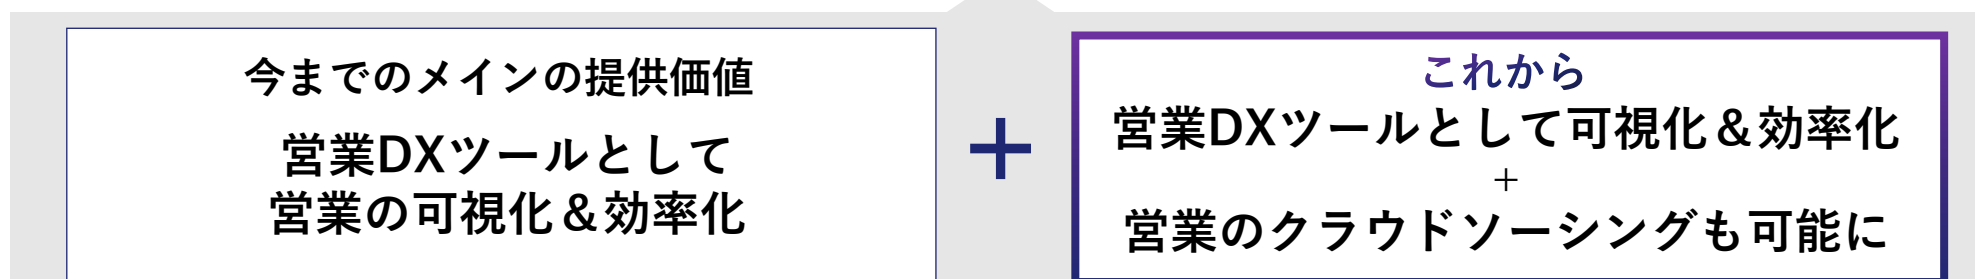 今までのメインの提供価値
営業DXツールとして
営業の可視化＆効率化
+
これから
営業DXツールとして可視化＆効率化
+
営業のクラウドソーシングも可能に